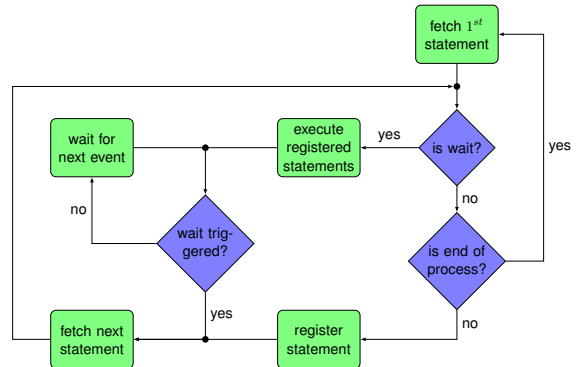 fetch 1st
statement
wait for
next event
execute
registered
statements
yes
is wait?
yes
no
no
wait trig-
gered?
is end of
process?
yes
no
fetch next
statement
register
statement